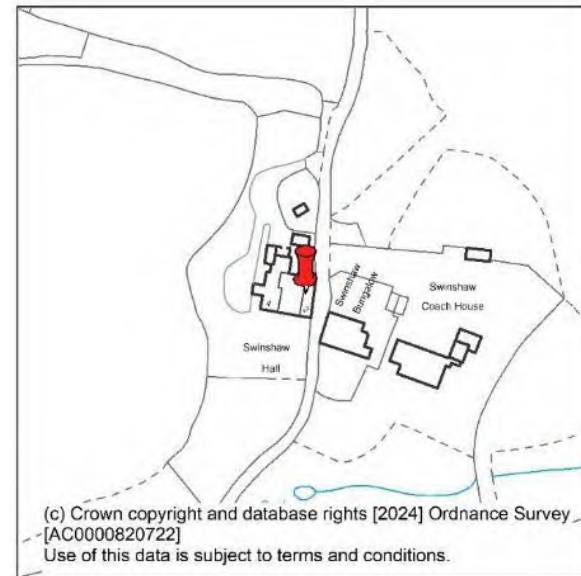 Swinshaw
Bungalow
Swinshaw
Coach House
Swinshaw
Hall
(c) Crown copyright and database rights [2024] Ordnance Survey
[AC0000820722]
Use of this data is subject to terms and conditions.